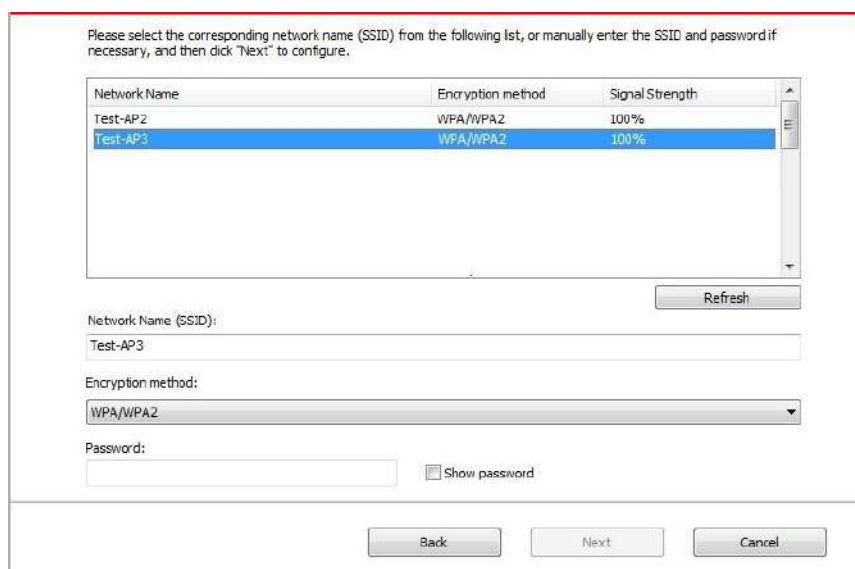 Please select the corresponding network name (SSID) from the following list, or manually enter the SSID and password if
necessary, and then click "Next" to configure.
Network Name Encryption method Signal Strength
Test-AP2 WPA/WPA2 100%
Test-AP3 WPA/WPA2 100%
Refresh
Network Name (SSID):
Test-AP3
Encryption method:
WPA/WPA2
Password:
Show password
Back Next Cancel